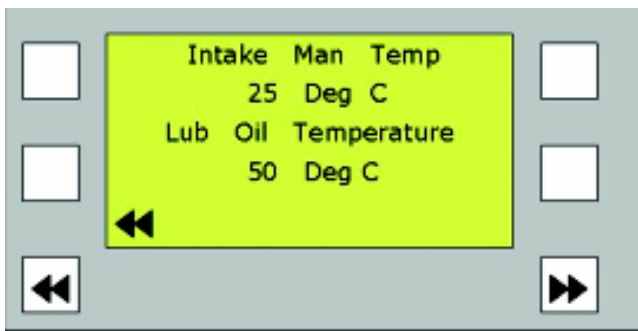 Intake Man Temp
25 Deg C
Lub Oil Temperature
50 Deg C